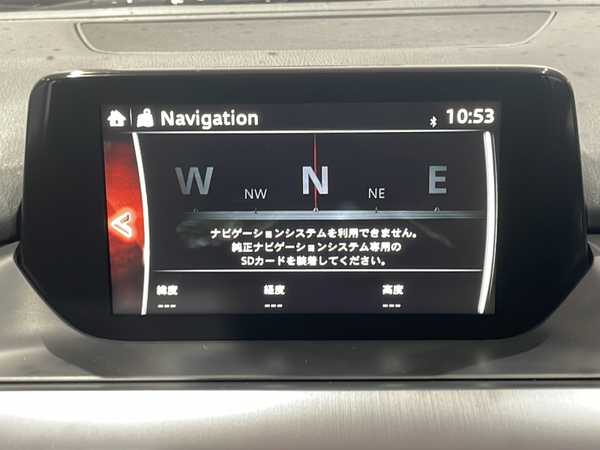 Navigation 10:53
W NW N NE E
ナビゲーションシステムを利用できません。
純正ナビゲーションシステム専用の
SDカードを装着してください。
緯度 経度 高度
--- --- ---